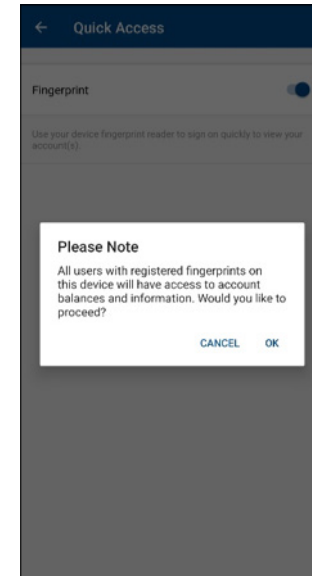 Quick Access
Fingerprint
Use your device fingerprint reader to sign on quickly to view your
account(s).
Please Note
All users with registered fingerprints on
this device will have access to account
balances and information. Would you like to
proceed?
CANCEL OK